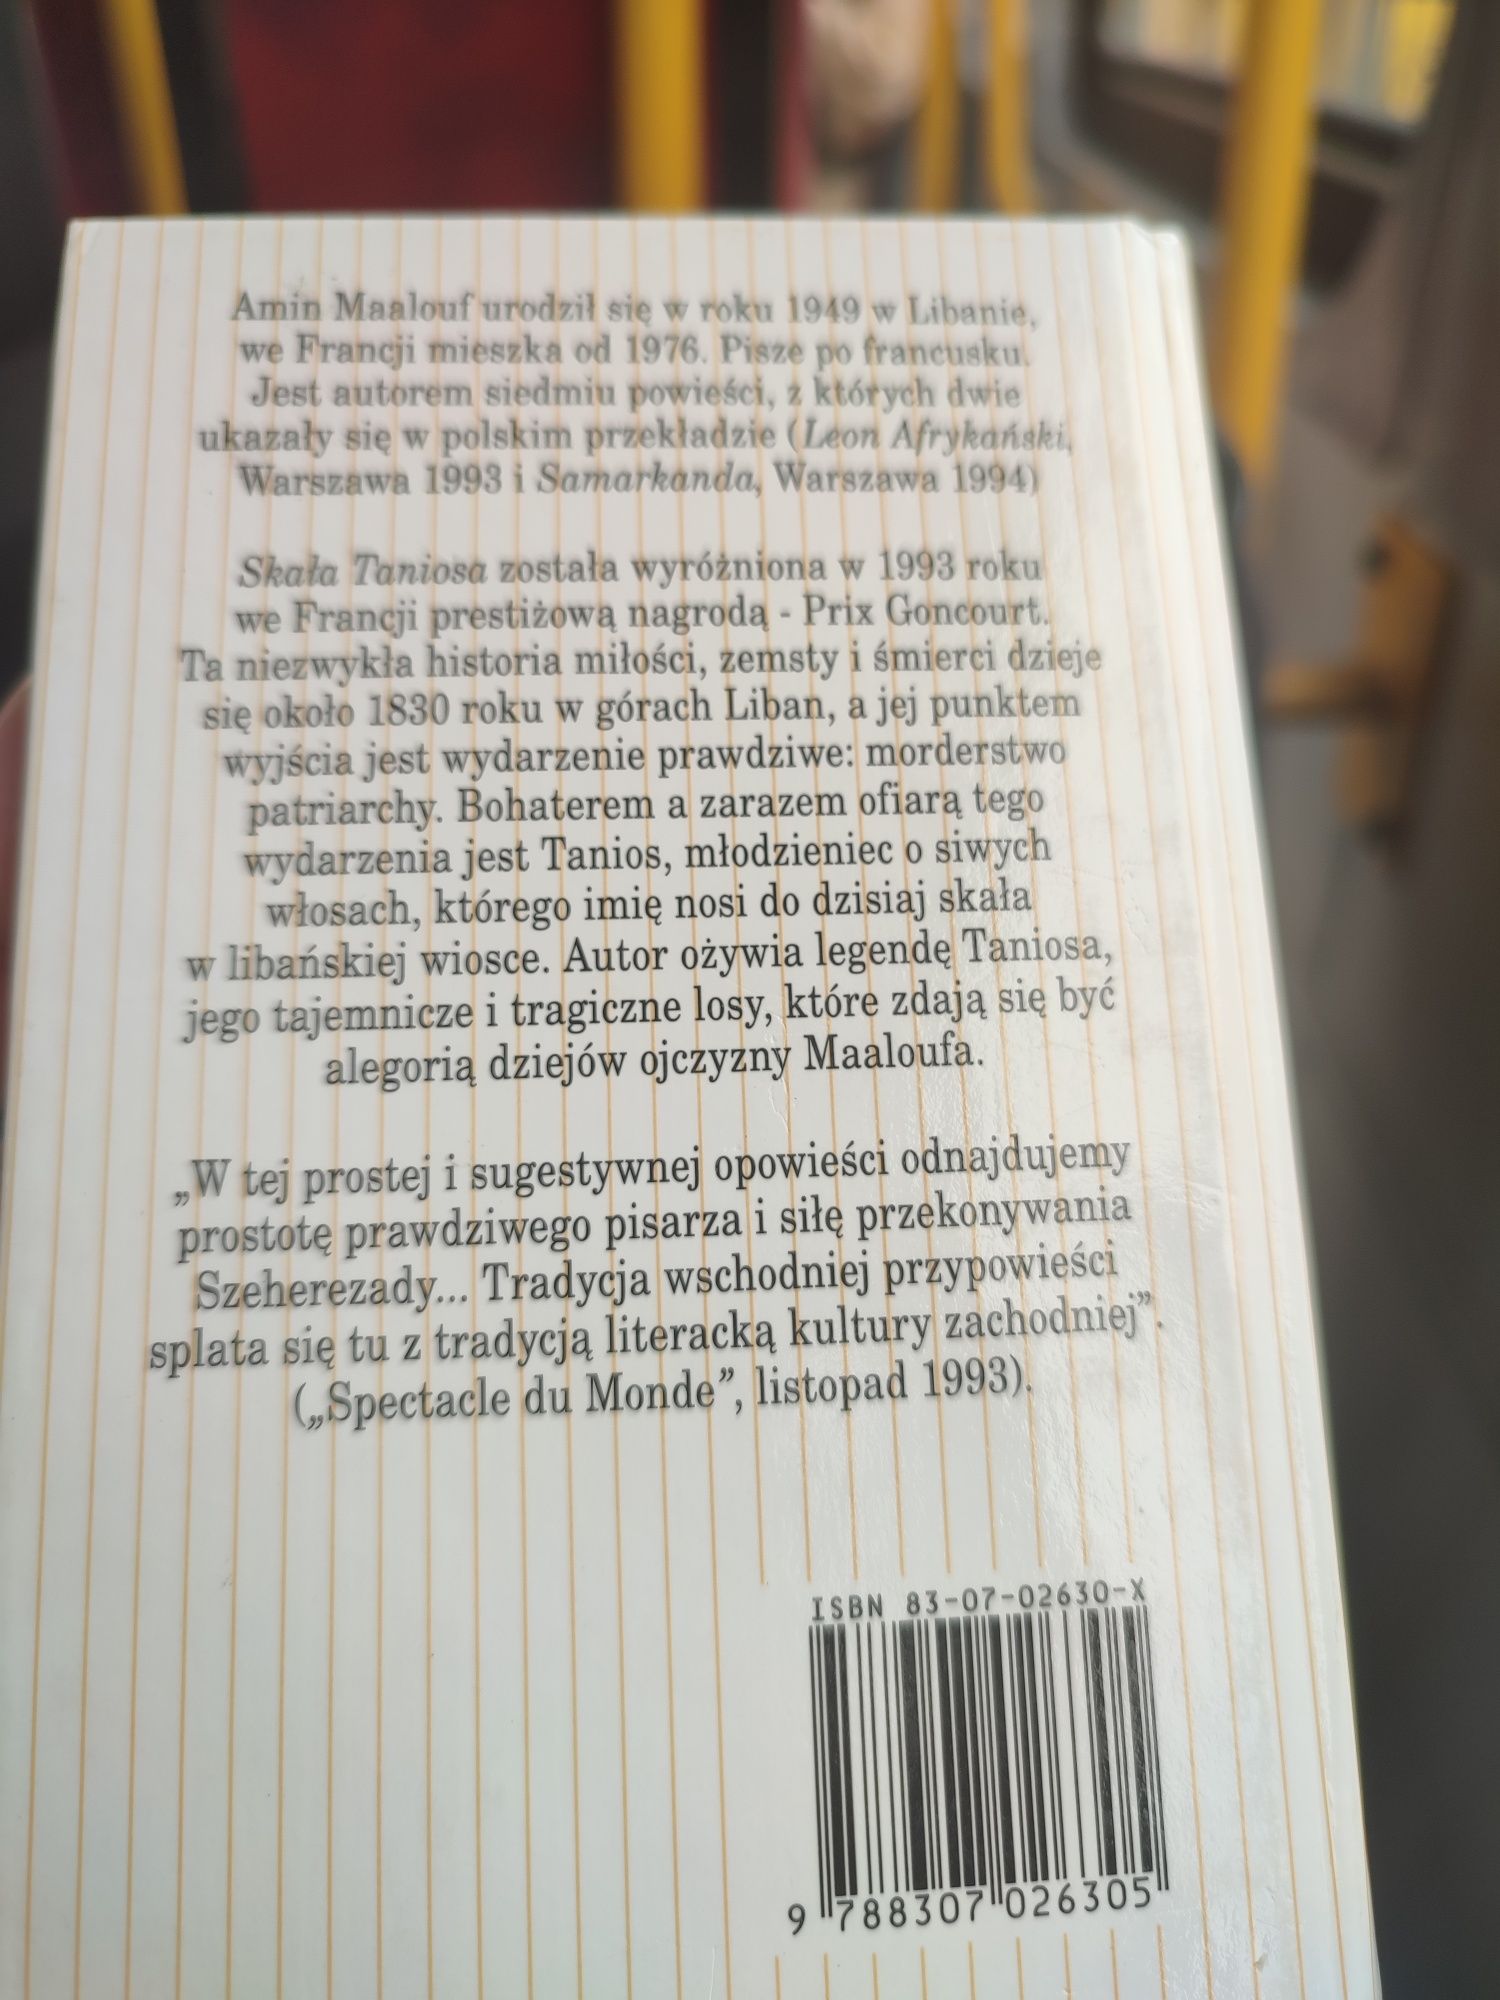 Amin Maalouf urodził się w roku 1949 w Libanie,
we Francji mieszka od 1976. Pisze po francusku.
Jest autorem siedmiu powieści, z których dwie
ukazały się w polskim przekładzie (Leon Afrykański,
Warszawa 1993 i Samarkanda, Warszawa 1994)
Skała Taniosa została wyróżniona w 1993 roku
we Francji prestiżową nagrodą - Prix Goncourt.
Ta niezwykła historia miłości, zemsty i śmierci dzieje
się około 1830 roku w górach Liban, a jej punktem
wyjścia jest wydarzenie prawdziwe: morderstwo
patriarchy. Bohaterem a zarazem ofiarą tego
wydarzenia jest Tanios, młodzieniec o siwych
włosach, którego imię nosi do dzisiaj skała
w libańskiej wiosce. Autor ożywia legendę Taniosa,
jego tajemnicze i tragiczne losy, które zdają się być
alegorią dziejów ojczyzny Maaloufa.
„W tej prostej i sugestywnej opowieści odnajdujemy
prostotę prawdziwego pisarza i siłę przekonywania
Szeherezady... Tradycja wschodniej przypowieści
splata się tu z tradycją literacką kultury zachodniej”.
(„Spectacle du Monde”, listopad 1993).
ISBN 83-07-02630-X
9 788307 026305